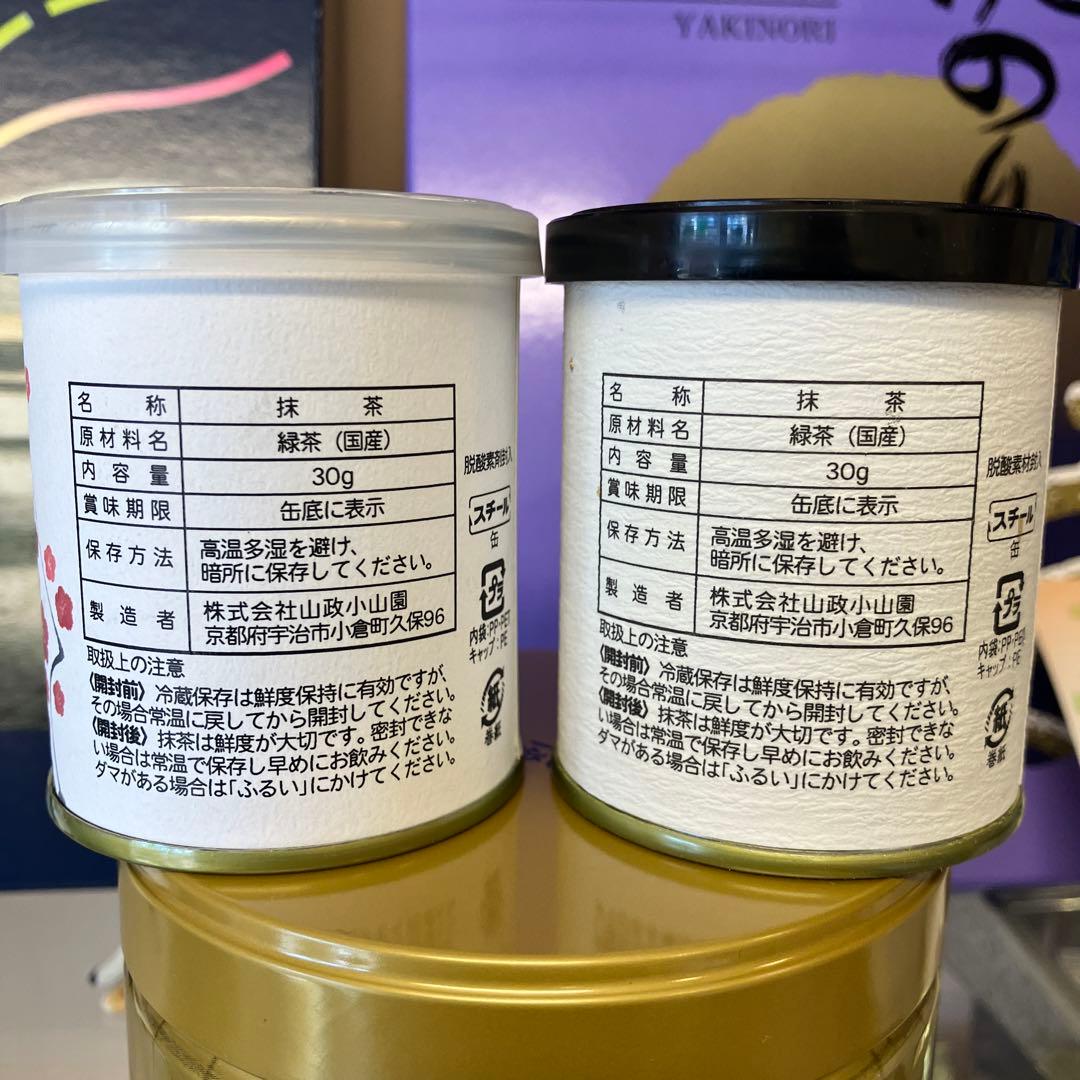 YAKINORI
名称 抹茶
原材料名 緑茶（国産）
内容量 30g
賞味期限 缶底に表示
保存方法 高温多湿を避け、
暗所に保存してください。
製造者 株式会社山政小山園
京都府宇治市小倉町久保96
取扱上の注意
〈開封前〉冷蔵保存は鮮度保持に有効ですが、
その場合常温に戻してから開封してください。
〈開封後〉抹茶は鮮度が大切です。密封できな
い場合は常温で保存し早めにお飲みください。
ダマがある場合は｢ふるい｣にかけてください。
脱酸素剤封入
スチール
缶
プラ
内袋:PP・PE
キャップ:PE
紙
巻紙
名称 抹茶
原材料名 緑茶（国産）
内容量 30g
賞味期限 缶底に表示
保存方法 高温多湿を避け、
暗所に保存してください。
製造者 株式会社山政小山園
京都府宇治市小倉町久保96
取扱上の注意
〈開封前〉冷蔵保存は鮮度保持に有効ですが、
その場合常温に戻してから開封してください。
〈開封後〉抹茶は鮮度が大切です。密封できな
い場合は常温で保存し早めにお飲みください。
ダマがある場合は｢ふるい｣にかけてください。
脱酸素材封入
スチール
缶
プラ
内袋:PP・PE
キャップ:PE
紙
巻紙